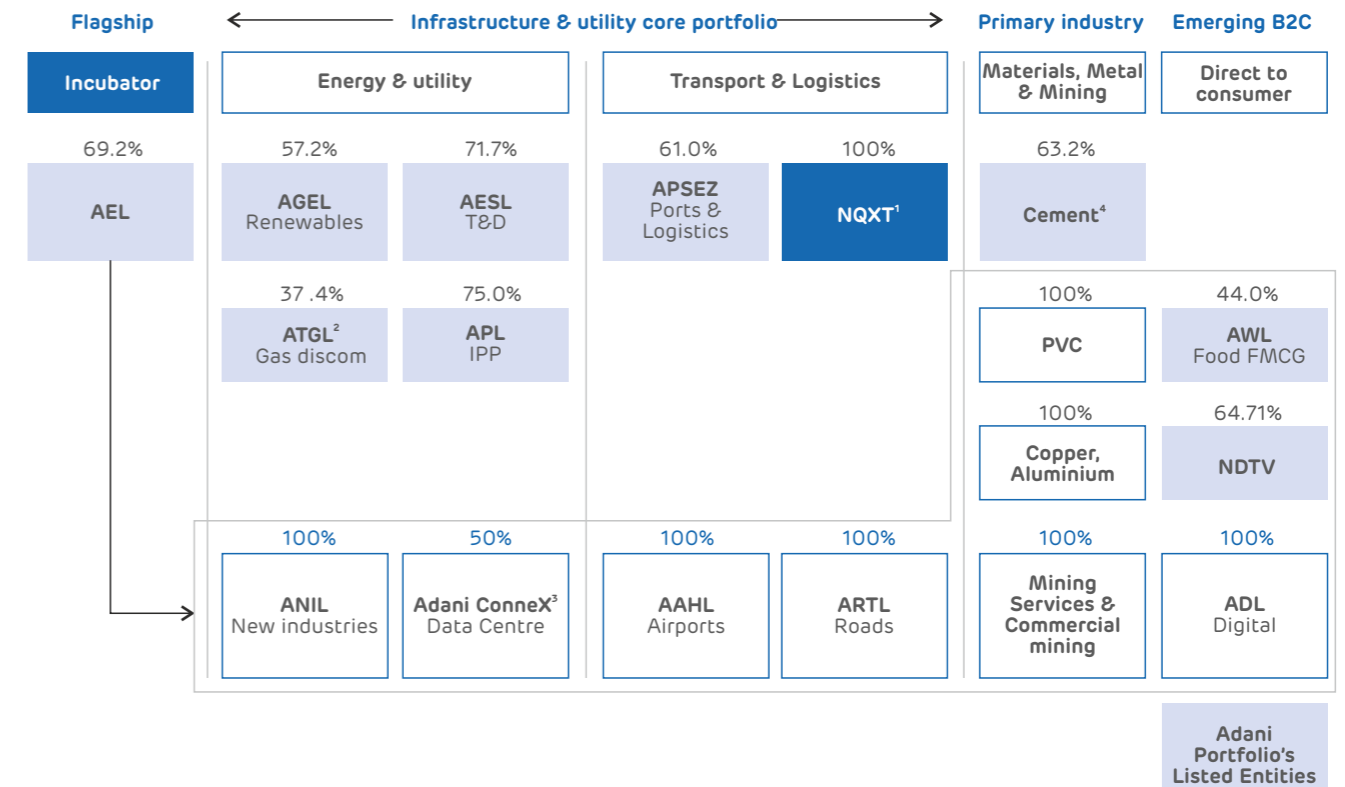 Flagship
Infrastructure & utility core portfolio
Primary industry
Emerging B2C
Incubator
Energy & utility
Transport & Logistics
Materials, Metal
& Mining
Direct to
consumer
69.2%
57.2%
71.7%
61.0%
100%
63.2%
AEL
AGEL
Renewables
AESL
T&D
APSEZ
Ports &
Logistics
NQXT¹
Cement⁴
37 .4%
75.0%
100%
44.0%
ATGL²
Gas discom
APL
IPP
PVC
AWL
Food FMCG
100%
64.71%
Copper,
Aluminium
NDTV
100%
50%
100%
100%
100%
100%
ANIL
New industries
Adani ConneX³
Data Centre
AAHL
Airports
ARTL
Roads
Mining
Services &
Commercial
mining
ADL
Digital
Adani
Portfolio's
Listed Entities